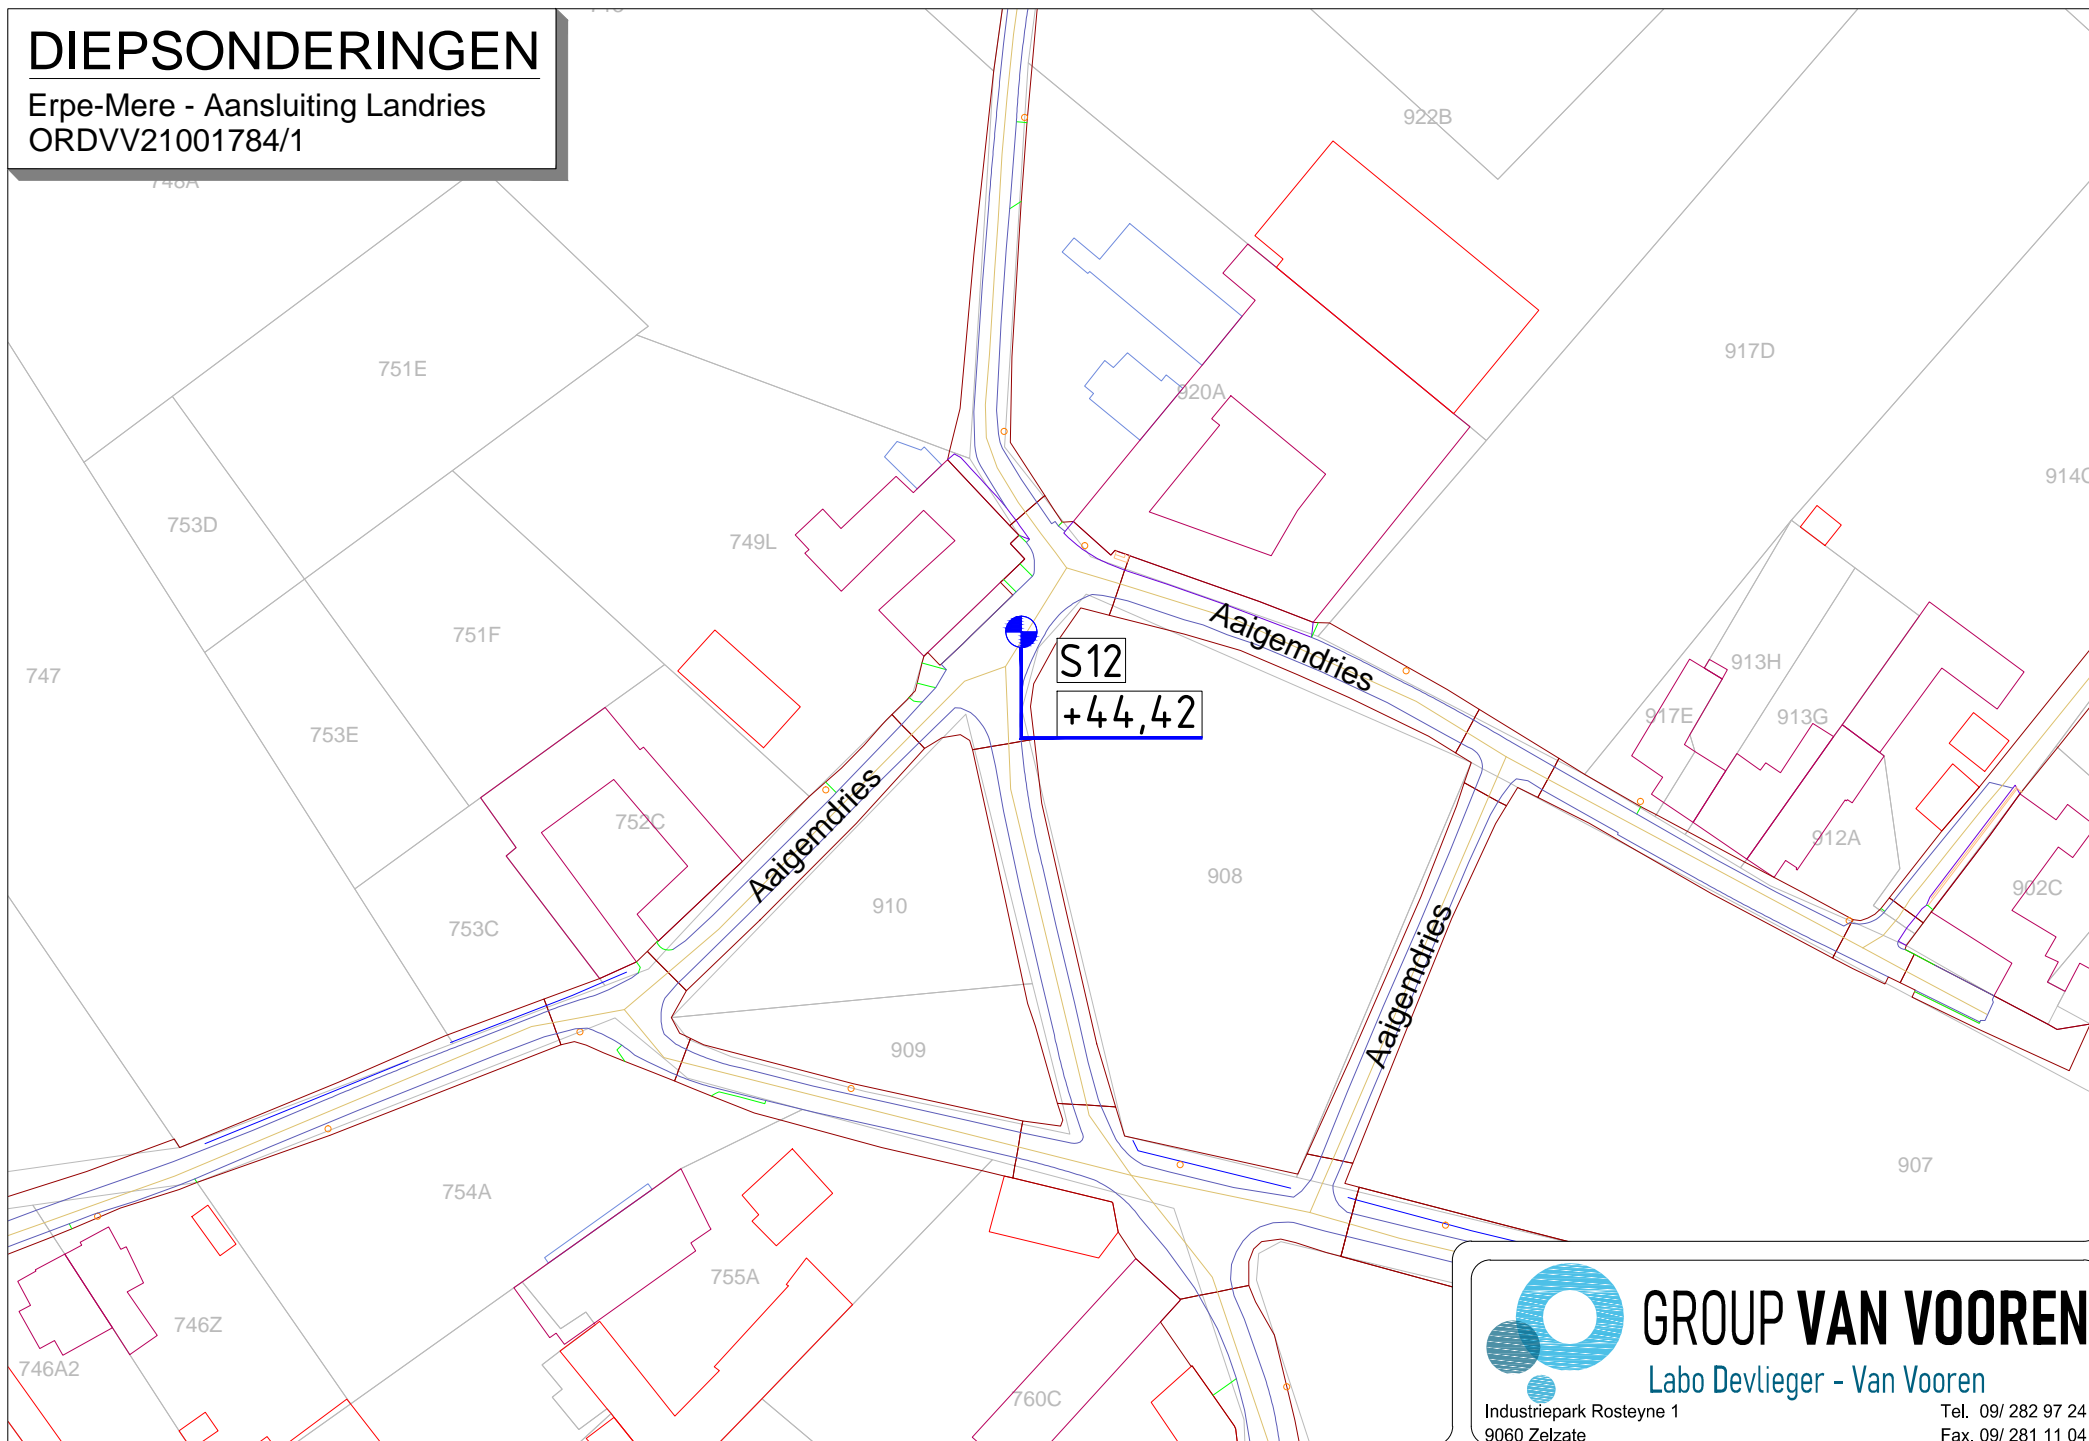 DIEPSONDERINGEN
Erpe-Mere - Aansluiting Landries
ORDVV21001784/1
748A
922B
751E
917D
920A
914C
753D
749L
751F
747
913H
S12
Aaigemdries
+44,42
917E
913G
753E
752C
Aaigemdries
912A
908
902C
910
753C
Aaigemdries
909
907
754A
755A
746Z
746A2
760C
GROUP VAN VOOREN
Labo Devlieger - Van Vooren
Industriepark Rosteyne 1
Tel. 09/ 282 97 24
9060 Zelzate
Fax. 09/ 281 11 04